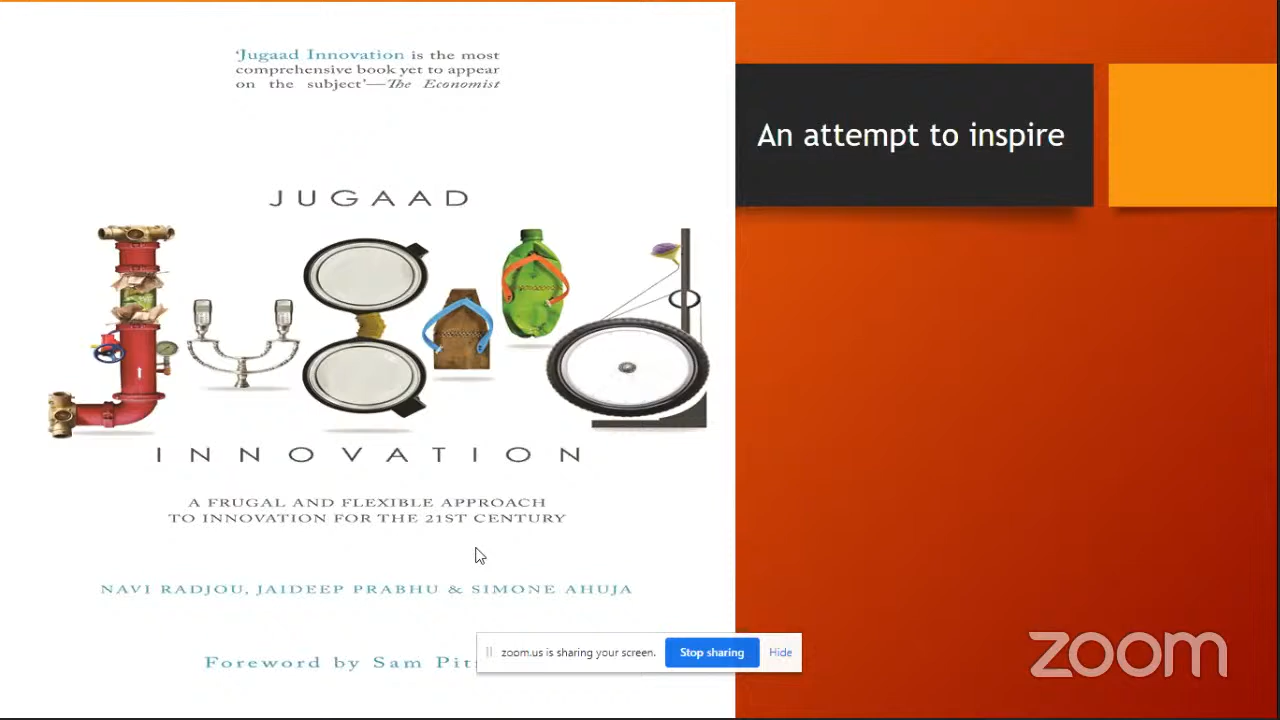 'Jugaad Innovation is the most
comprehensive book yet to appear
on the subject'—The Economist
JUGAAD
INNOVATION
A FRUGAL AND FLEXIBLE APPROACH
TO INNOVATION FOR THE 21ST CENTURY
NAVI RADJOU, JAIDEEP PRABHU & SIMONE AHUJA
Foreword by Sam
An attempt to inspire
zoom.us is sharing your screen. Stop sharing Hide
zoom